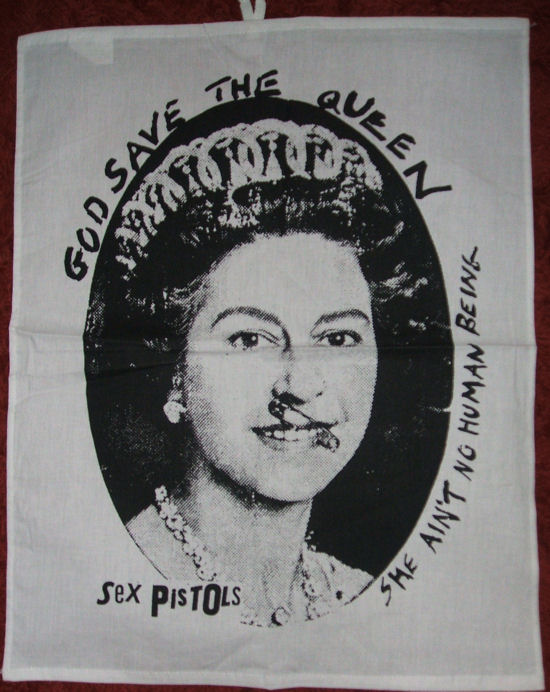 GOD SAVE THE QUEEN
SHE AIN'T NO HUMAN BEING
SeX PiSTOLS